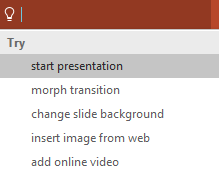 Try
start presentation
morph transition
change slide background
insert image from web
add online video